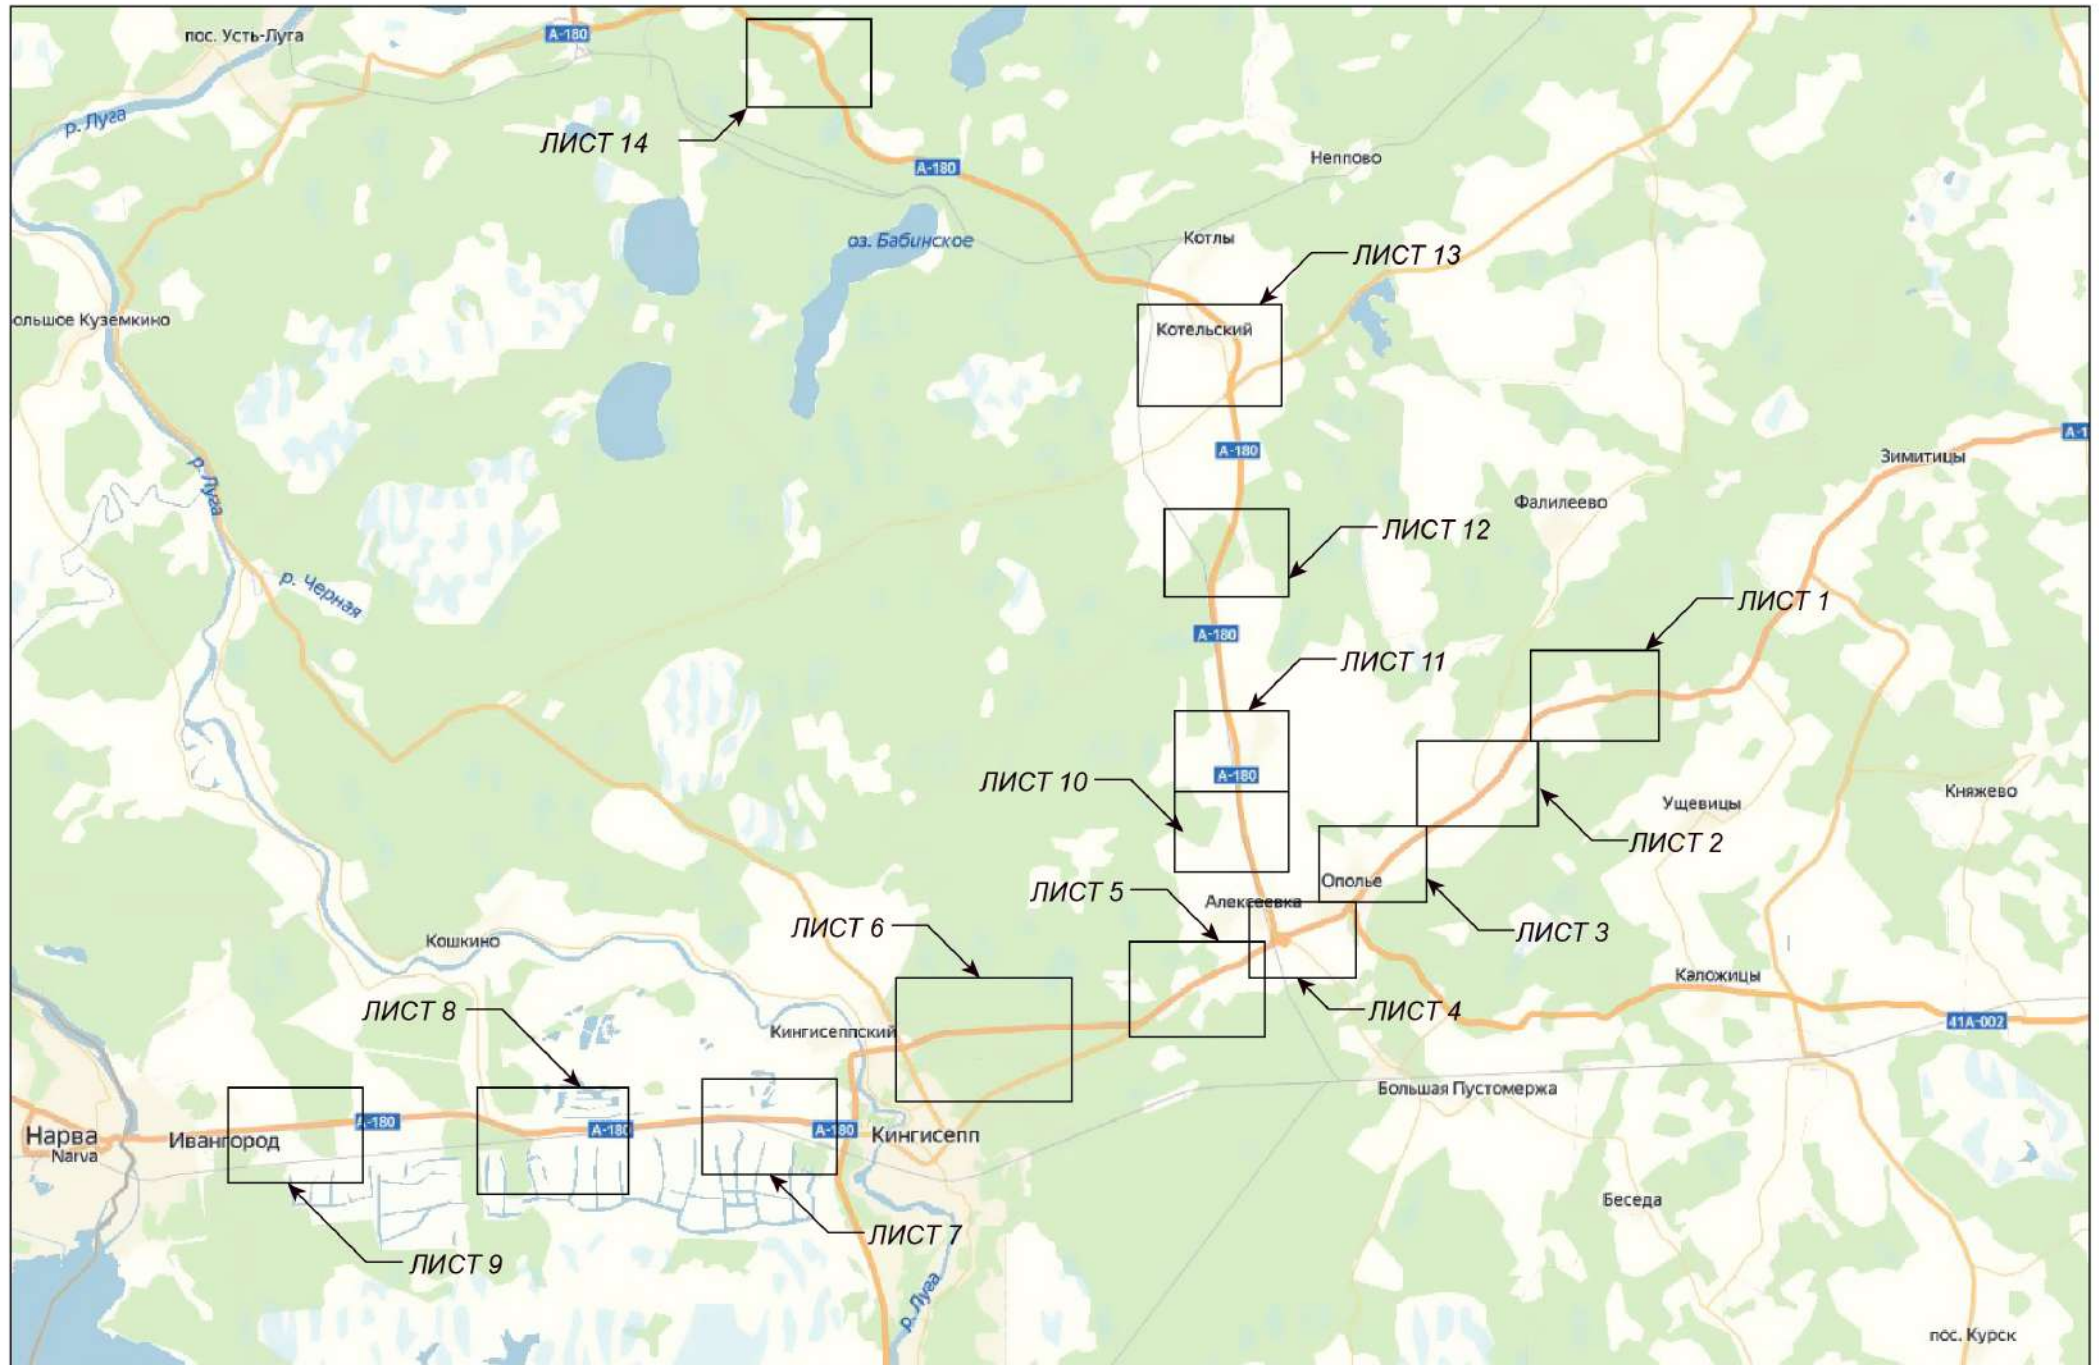 пос. Усть-Луга
А-180
р. Луга
ЛИСТ 14
А-180
Неппово
Котлы
оз. Бабинское
ЛИСТ 13
ольшое Куземкино
Котельский
А-180
А-1
Зимитицы
р. Луга
Фалилеево
ЛИСТ 12
р. Черная
ЛИСТ 1
А-180
ЛИСТ 11
А-180
ЛИСТ 10
Княжево
Ущевицы
ЛИСТ 2
Ополье
ЛИСТ 5
Алексеевка
ЛИСТ 6
ЛИСТ 3
Кошкино
Каложицы
ЛИСТ 8
ЛИСТ 4
41А-002
Кингисеппский
Большая Пустомержа
А-180
А-180
А-180
Нарва
Narva
Ивангород
Кингисепп
Беседа
ЛИСТ 7
ЛИСТ 9
р. Луга
пос. Курск